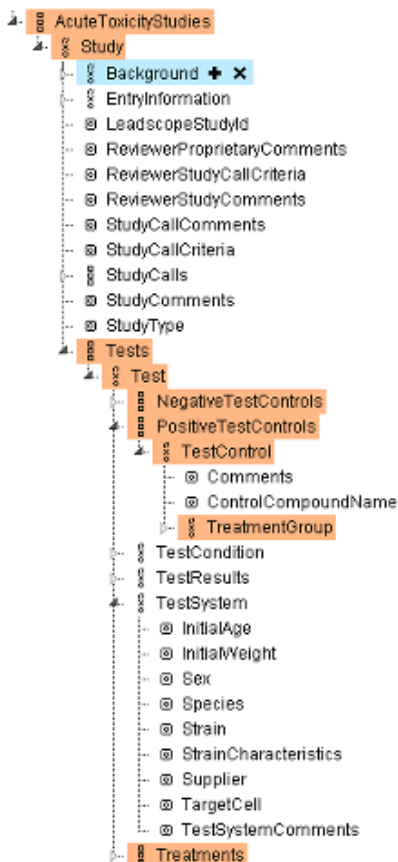 AcuteToxicityStudies
Study
Background
EntryInformation
LeadscopeStudyId
ReviewerProprietaryComments
ReviewerStudyCallCriteria
ReviewerStudyComments
StudyCallComments
StudyCallCriteria
StudyCalls
StudyComments
StudyType
Tests
Test
NegativeTestControls
PositiveTestControls
TestControl
Comments
ControlCompoundName
TreatmentGroup
TestCondition
TestResults
TestSystem
InitialAge
InitialWeight
Sex
Species
Strain
StrainCharacteristics
Supplier
TargetCell
TestSystemComments
Treatments